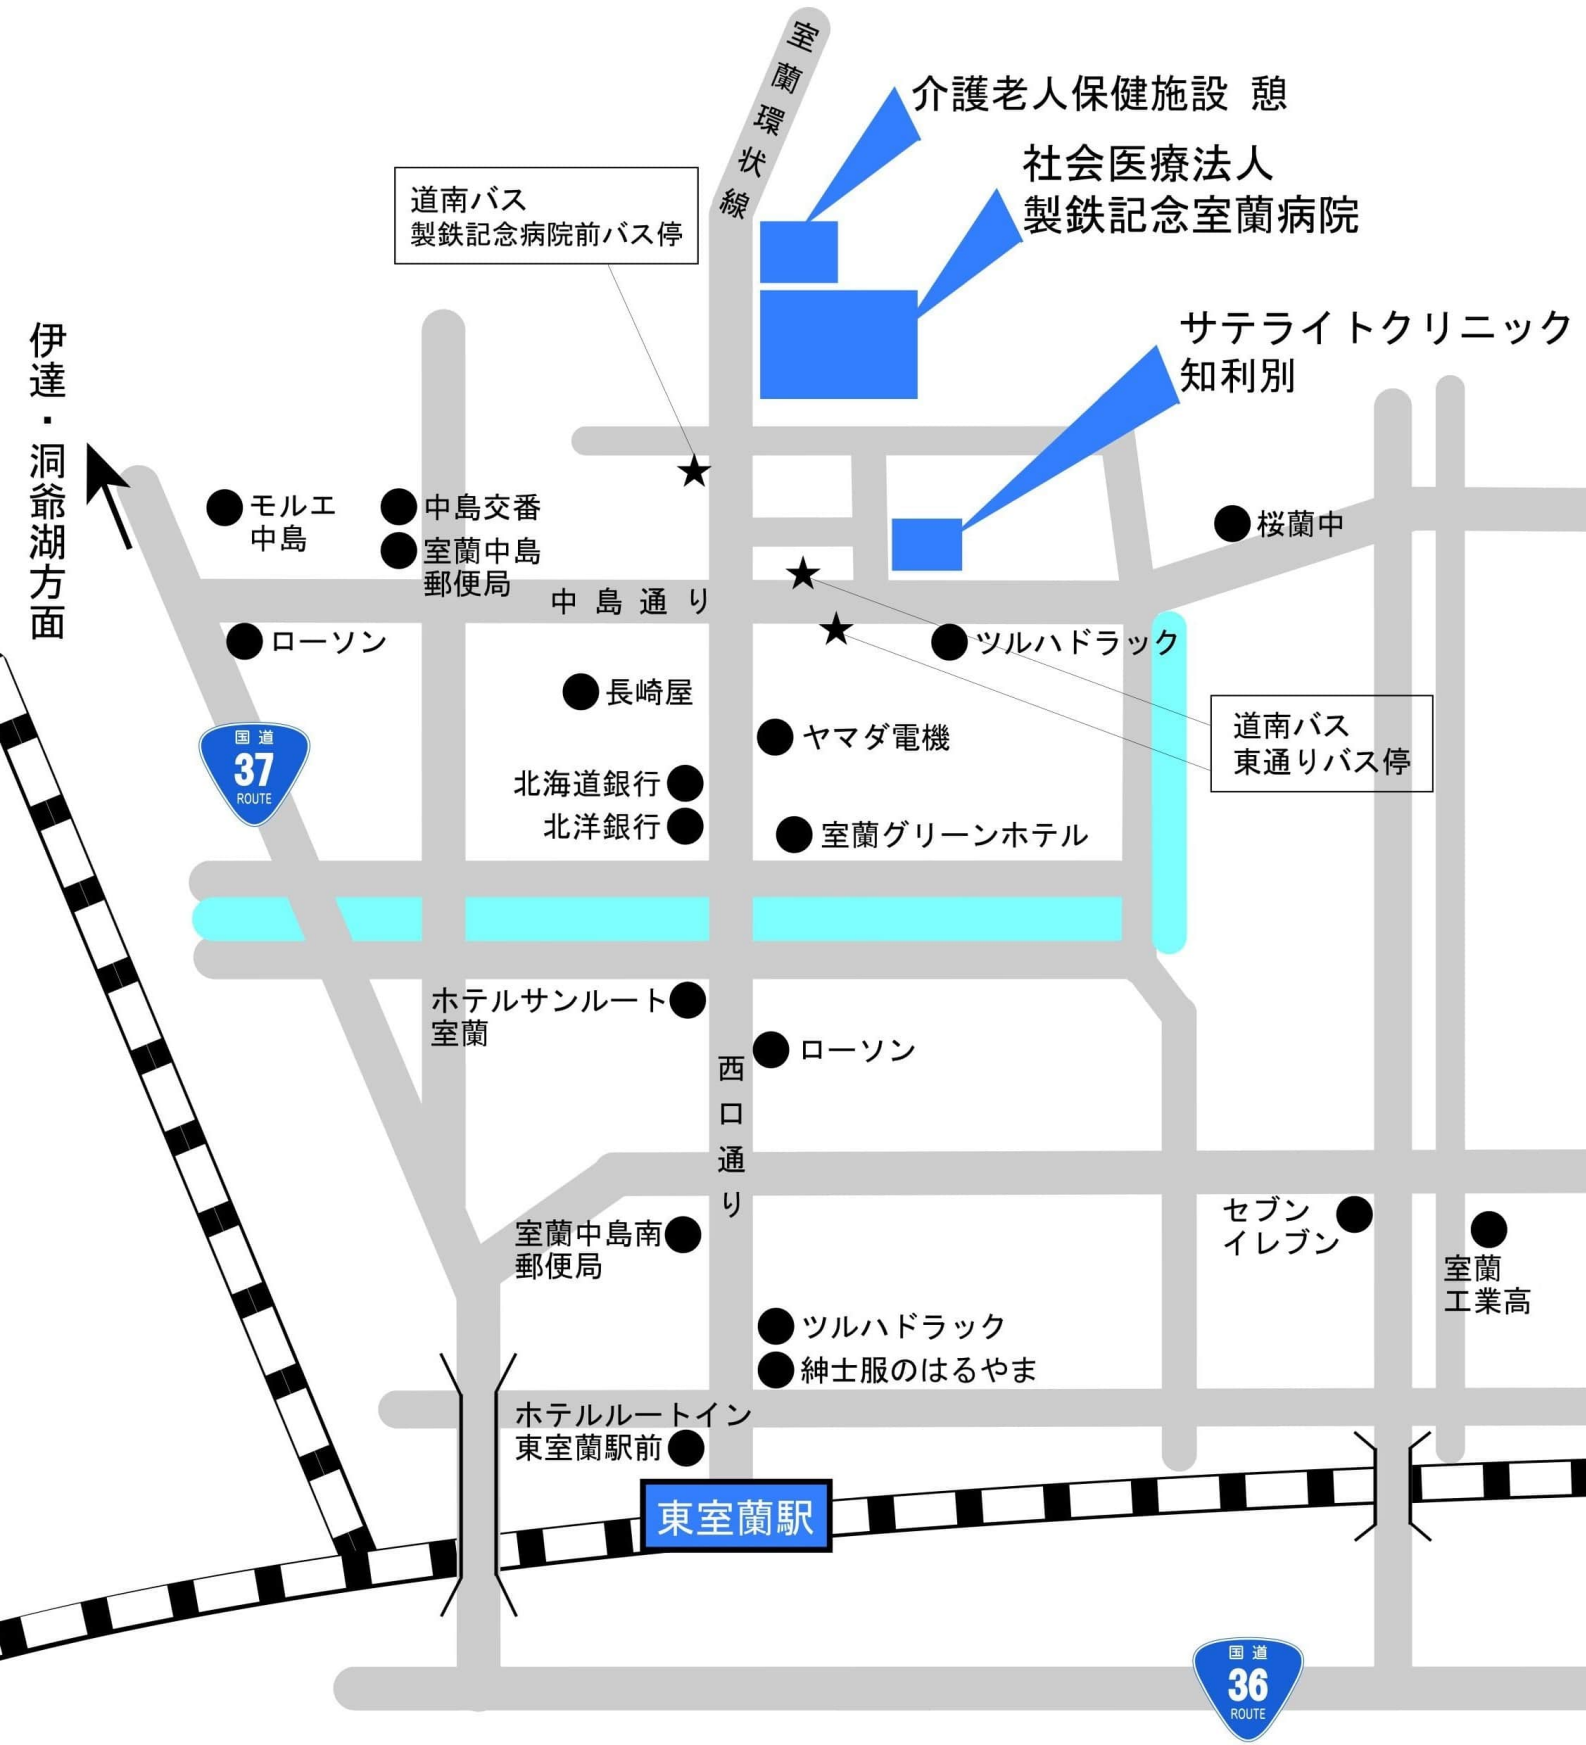 室蘭環状線
介護老人保健施設 憩
社会医療法人
製鉄記念室蘭病院
道南バス
製鉄記念病院前バス停
サテライトクリニック
知利別
伊達・洞爺湖方面
モルエ
中島
中島交番
室蘭中島
郵便局
桜蘭中
中島通り
ローソン
ツルハドラック
長崎屋
道南バス
東通りバス停
国道
37
ROUTE
ヤマダ電機
北海道銀行
北洋銀行
室蘭グリーンホテル
ホテルサンルート
室蘭
ローソン
西口通り
室蘭中島南
郵便局
セブン
イレブン
室蘭
工業高
ツルハドラック
紳士服のはるやま
ホテルルートイン
東室蘭駅前
東室蘭駅
国道
36
ROUTE